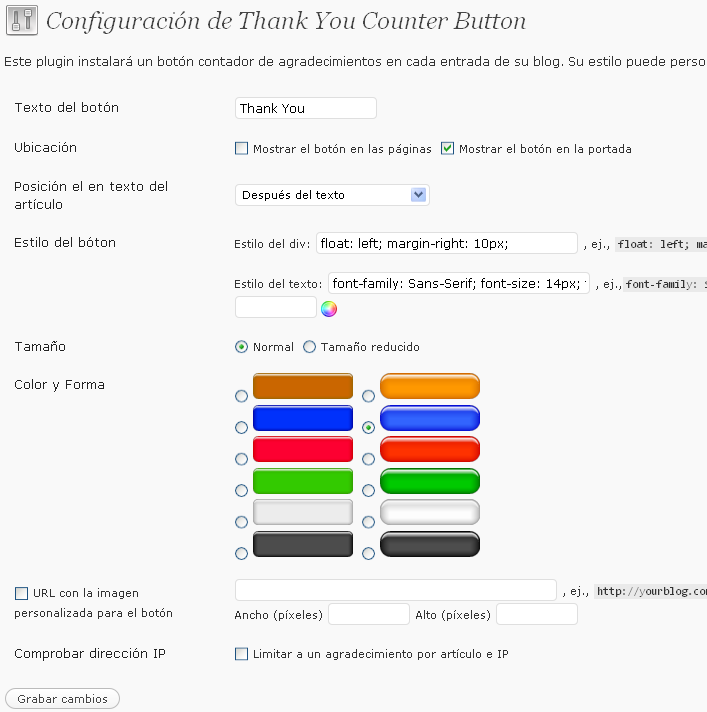 Configuración de Thank You Counter Button
Este plugin instalará un botón contador de agradecimientos en cada entrada de su blog. Su estilo puede perso
Texto del botón Thank You
Ubicación Mostrar el botón en las páginas Mostrar el botón en la portada
Posición el en texto del
artículo
Después del texto
Estilo del bóton Estilo del div: float: left; margin-right: 10px; , ej., float: left; ma
Estilo del texto: font-family: Sans-Serif; font-size: 14px; , ej., font-family: S
Tamaño Normal Tamaño reducido
Color y Forma
URL con la imagen
personalizada para el botón
, ej., http://yourblog.com
Ancho (píxeles) Alto (píxeles)
Comprobar dirección IP Limitar a un agradecimiento por artículo e IP
Grabar cambios